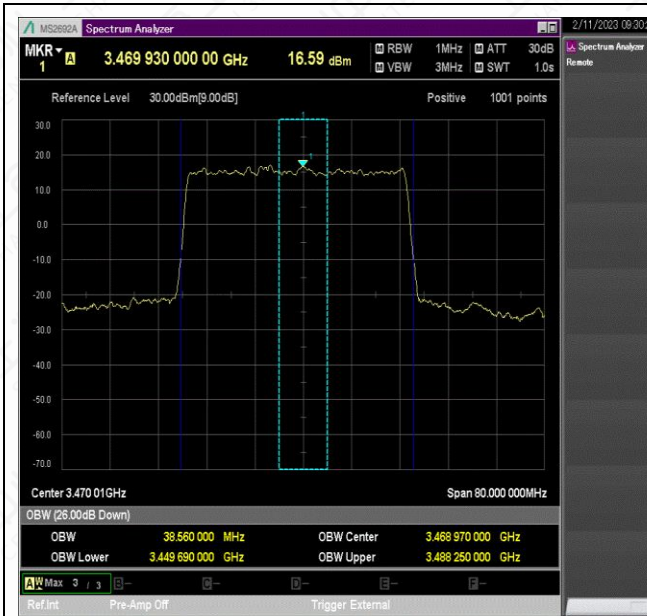 MS2692A Spectrum Analyzer
2/11/2023 09:30:
MKR
1 A 3.469 930 000 00 GHz 16.59 dBm
M RBW 1MHz M ATT 30dB
M VBW 3MHz M SWT 1.0s
Spectrum Analyzer
Remote
Reference Level 30.00dBm[9.00dB] Positive 1001 points
30.0
20.0
10.0
0.0
-10.0
-20.0
-30.0
-40.0
-50.0
-60.0
-70.0
1
1
Center 3.470 01GHz Span 80.000 000MHz
OBW (26.00dB Down)
OBW 38.560 000 MHz OBW Center 3.468 970 000 GHz
OBW Lower 3.449 690 000 GHz OBW Upper 3.488 250 000 GHz
A W Max 3 / 3 B- C- D- E- F-
Ref.Int Pre-Amp Off Trigger External